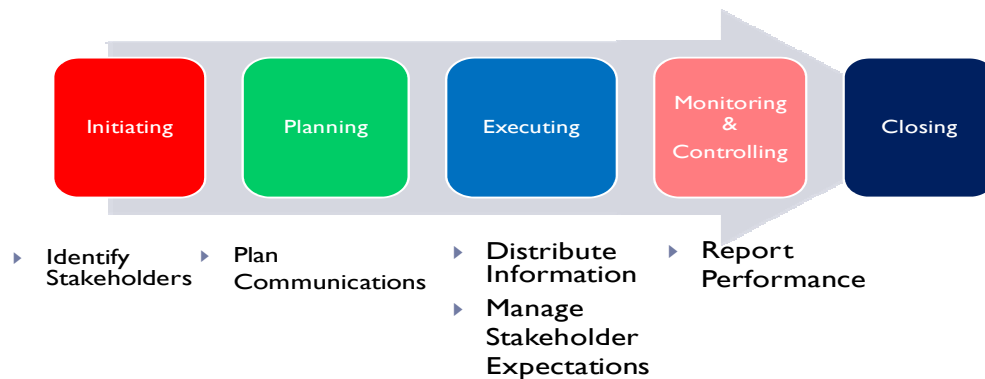 Initiating
Planning
Executing
Monitoring
&
Controlling
Closing
Identify
Stakeholders
Plan
Communications
Distribute
Information
Manage
Stakeholder
Expectations
Report
Performance